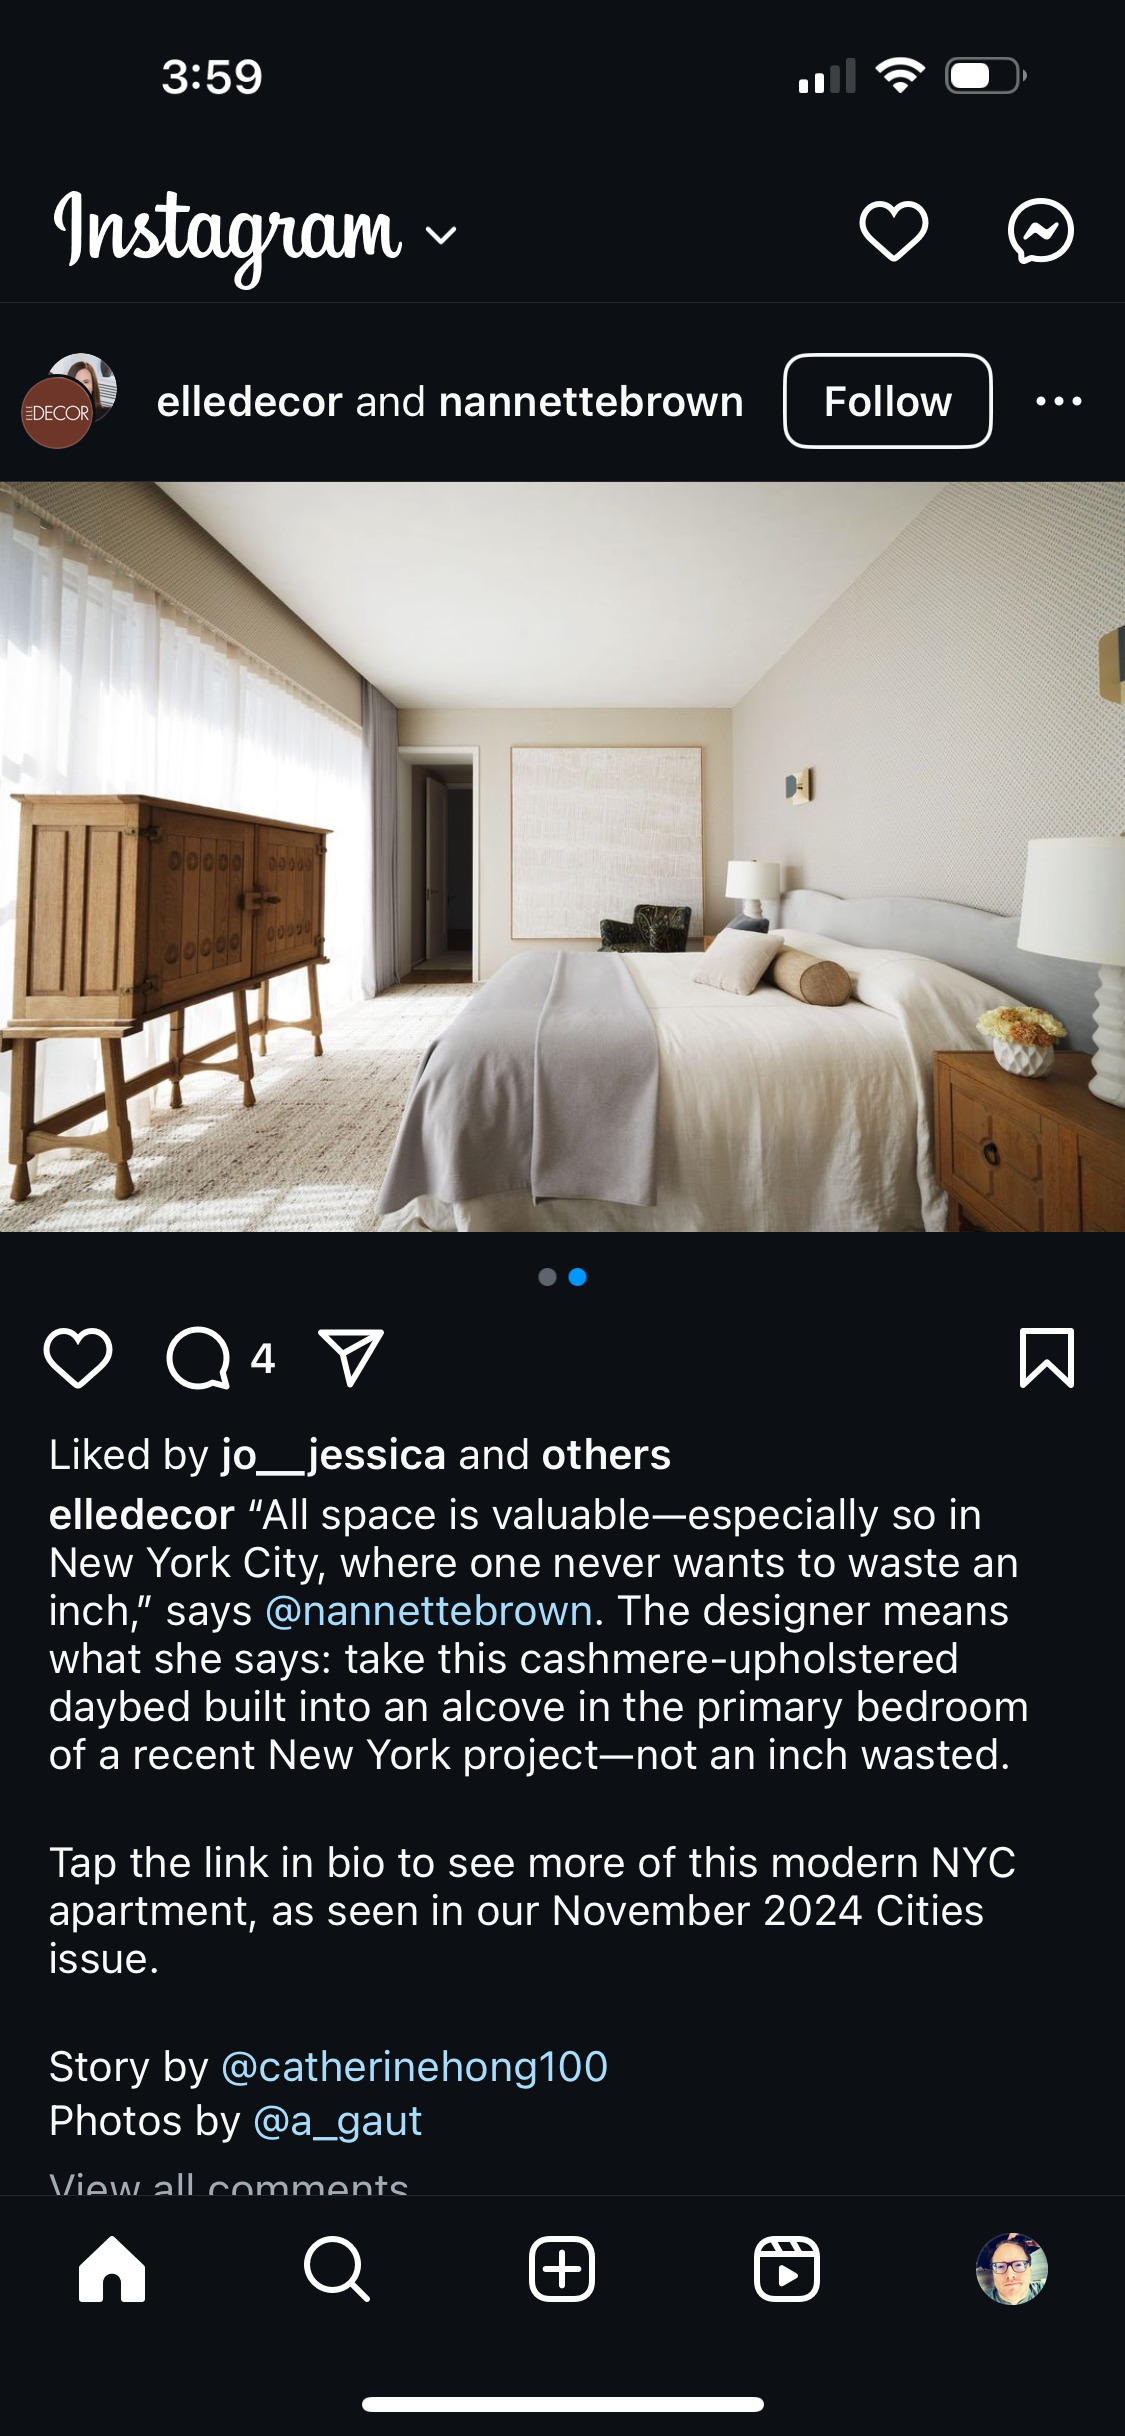 3:59
Instagram
ELLE DECOR
elledecor and nannettebrown
Follow
4
Liked by jo__jessica and others
elledecor “All space is valuable—especially so in
New York City, where one never wants to waste an
inch,” says @nannettebrown. The designer means
what she says: take this cashmere-upholstered
daybed built into an alcove in the primary bedroom
of a recent New York project—not an inch wasted.
Tap the link in bio to see more of this modern NYC
apartment, as seen in our November 2024 Cities
issue.
Story by @catherinehong100
Photos by @a_gaut
View all comments